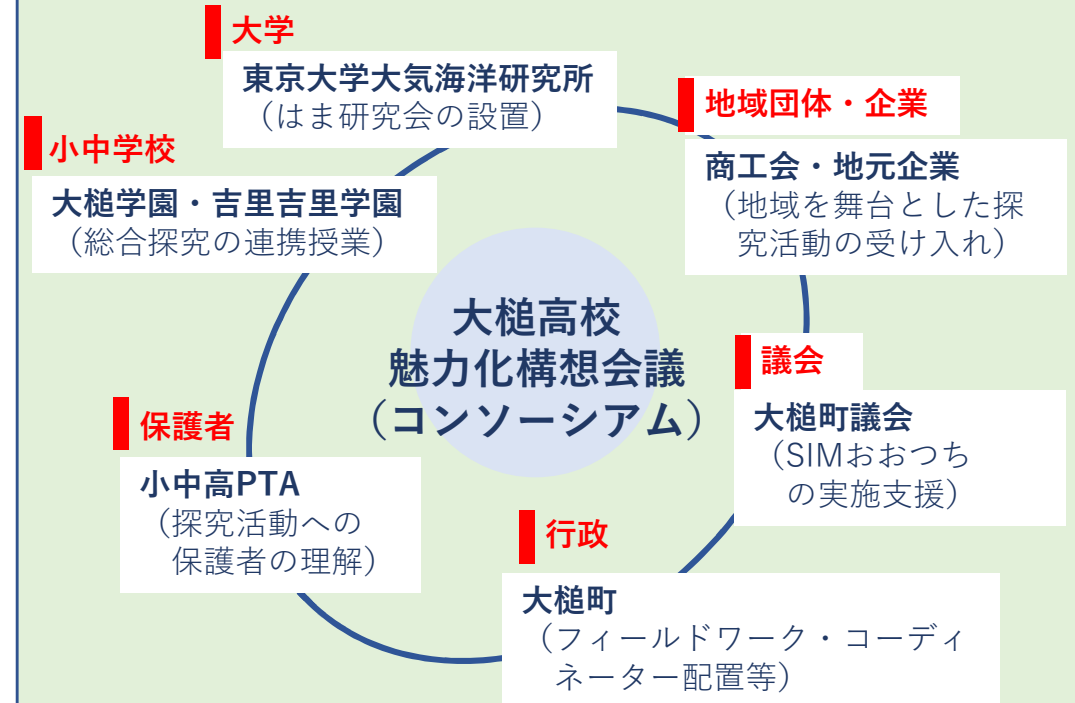 大学
東京大学大気海洋研究所
（はま研究会の設置）
地域団体・企業
商工会・地元企業
（地域を舞台とした探
究活動の受け入れ）
小中学校
大槌学園・吉里吉里学園
（総合探究の連携授業）
大槌高校
魅力化構想会議
（コンソーシアム）
議会
大槌町議会
（SIMおおつち
の実施支援）
保護者
小中高PTA
（探究活動への
保護者の理解）
行政
大槌町
（フィールドワーク・コーディ
ネーター配置等）